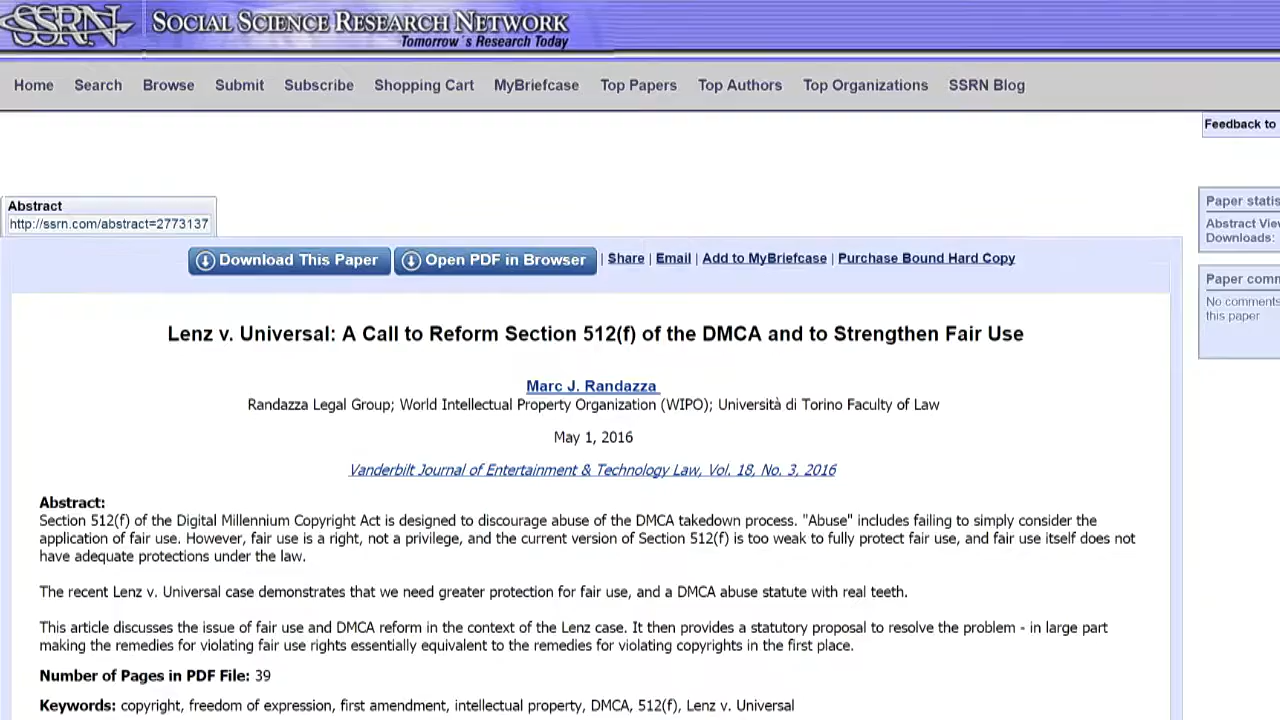 SSRN SOCIAL SCIENCE RESEARCH NETWORK
Tomorrow´s Research Today
Home Search Browse Submit Subscribe Shopping Cart MyBriefcase Top Papers Top Authors Top Organizations SSRN Blog
Feedback to
Abstract
http://ssrn.com/abstract=2773137
Paper
Abstract
Downloads:
Download This Paper Open PDF in Browser | Share | Email | Add to MyBriefcase | Purchase Bound Hard Copy
Paper
No comments
this paper
Lenz v. Universal: A Call to Reform Section 512(f) of the DMCA and to Strengthen Fair Use
Marc J. Randazza
Randazza Legal Group; World Intellectual Property Organization (WIPO); Università di Torino Faculty of Law
May 1, 2016
Vanderbilt Journal of Entertainment & Technology Law, Vol. 18, No. 3, 2016
Abstract:
Section 512(f) of the Digital Millennium Copyright Act is designed to discourage abuse of the DMCA takedown process. "Abuse" includes failing to simply consider the
application of fair use. However, fair use is a right, not a privilege, and the current version of Section 512(f) is too weak to fully protect fair use, and fair use itself does not
have adequate protections under the law.
The recent Lenz v. Universal case demonstrates that we need greater protection for fair use, and a DMCA abuse statute with real teeth.
This article discusses the issue of fair use and DMCA reform in the context of the Lenz case. It then provides a statutory proposal to resolve the problem - in large part
making the remedies for violating fair use rights essentially equivalent to the remedies for violating copyrights in the first place.
Number of Pages in PDF File: 39
Keywords: copyright, freedom of expression, first amendment, intellectual property, DMCA, 512(f), Lenz v. Universal